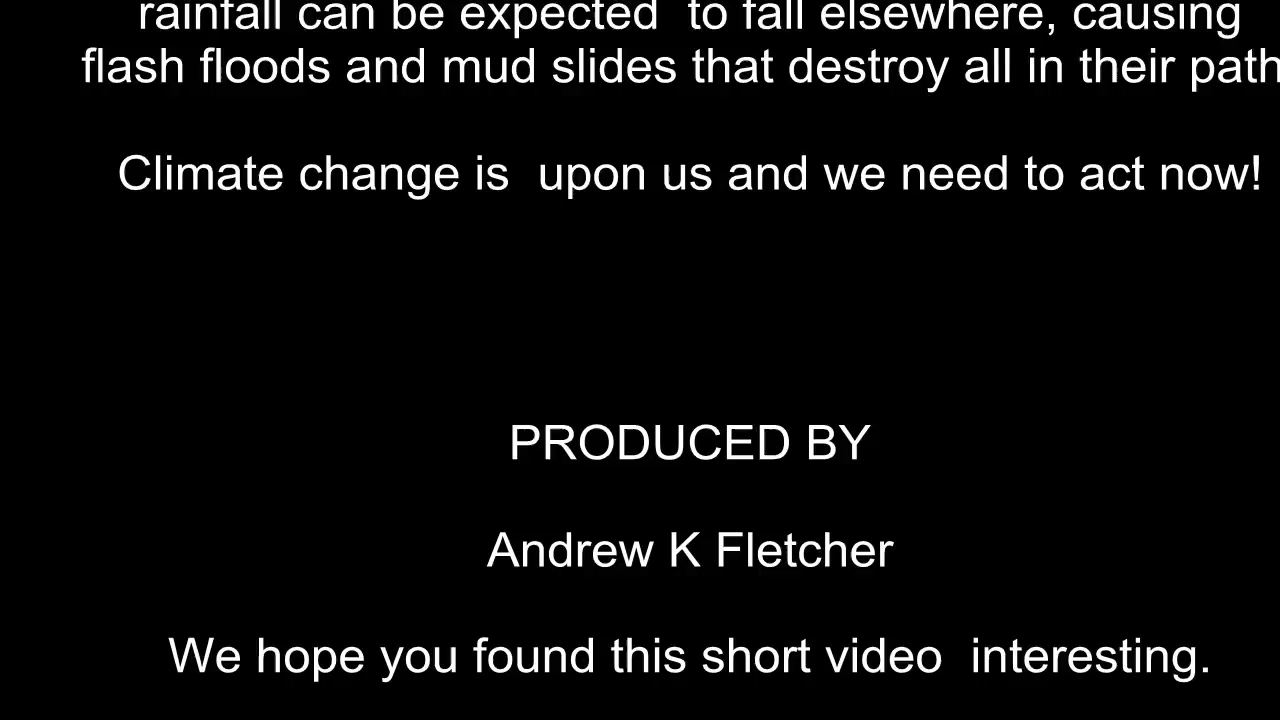 rainfall can be expected  to fall elsewhere, causing
flash floods and mud slides that destroy all in their path
Climate change is  upon us and we need to act now!
PRODUCED BY
Andrew K Fletcher
We hope you found this short video  interesting.